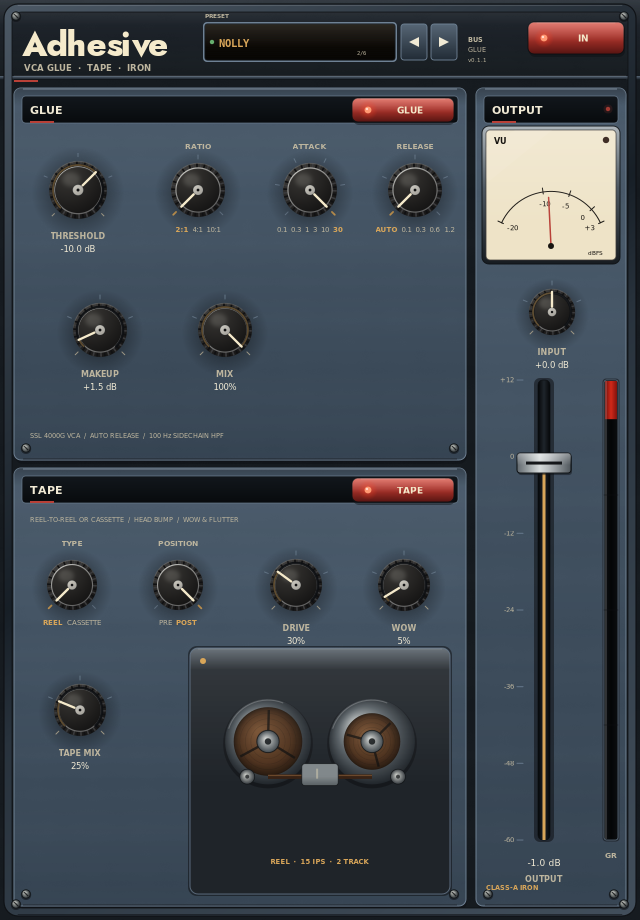 PRESET
Adhesive
NOLLY
2/6
◀ ▶
BUS
GLUE
v0.1.1
IN
VCA GLUE · TAPE · IRON
GLUE
GLUE
RATIO ATTACK RELEASE
THRESHOLD
-10.0 dB
2:1 4:1 10:1
0.1 0.3 1 3 10 30
AUTO 0.1 0.3 0.6 1.2
MAKEUP
+1.5 dB
MIX
100%
SSL 4000G VCA / AUTO RELEASE / 100 Hz SIDECHAIN HPF
TAPE
TAPE
REEL-TO-REEL OR CASSETTE / HEAD BUMP / WOW & FLUTTER
TYPE POSITION
REEL CASSETTE
PRE POST
DRIVE
30%
WOW
5%
TAPE MIX
25%
REEL · 15 IPS · 2 TRACK
OUTPUT
VU
-20 -10 -5 0 +3
dBFS
INPUT
+0.0 dB
+12
0
-12
-24
-36
-48
-60
GR
-1.0 dB
OUTPUT
CLASS-A IRON